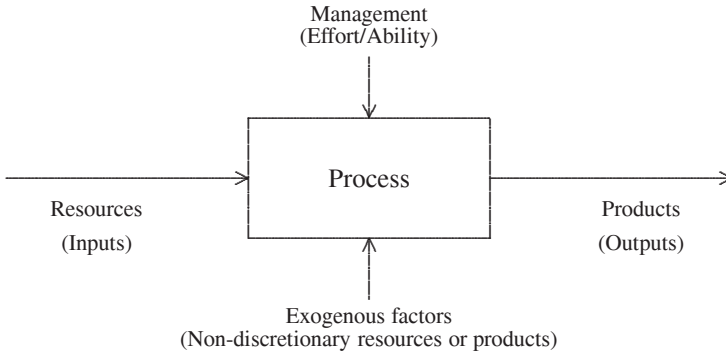 Management
(Effort/Ability)
Process
Resources
(Inputs)
Products
(Outputs)
Exogenous factors
(Non-discretionary resources or products)